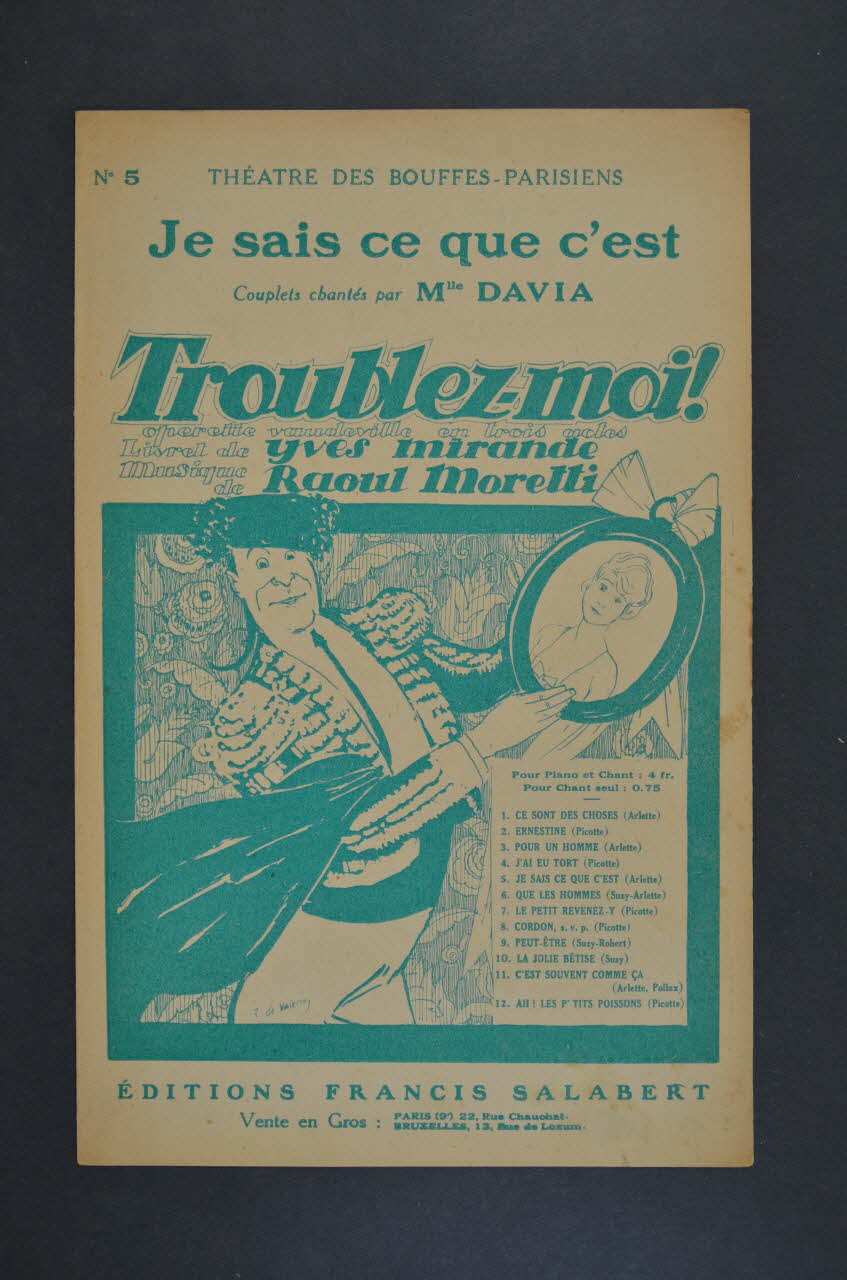 Nº 5 THÉATRE DES BOUFFES-PARISIENS
Je sais ce que c'est
Couplets chantés par Mlle DAVIA
Troublez-moi!
operette vaudeville en trois actes
Livret de Yves Mirande
Musique de Raoul Moretti
Pour Piano et Chant : 4 fr.
Pour Chant seul : 0.75
1. CE SONT DES CHOSES (Arlette)
2. ERNESTINE (Picotte)
3. POUR UN HOMME (Arlette)
4. J'AI EU TORT (Picotte)
5. JE SAIS CE QUE C'EST (Arlette)
6. QUE LES HOMMES (Suzy-Arlette)
7. LE PETIT REVENEZ-Y (Picotte)
8. CORDON, s. v. p. (Picotte)
9. PEUT-ÊTRE (Suzy-Robert)
10. LA JOLIE BÊTISE (Suzy)
11. C'EST SOUVENT COMME ÇA
(Arlette, Pollux)
12. AH ! LES P'TITS POISSONS (Picotte)
de Valerio
ÉDITIONS FRANCIS SALABERT
Vente en Gros : PARIS (9e) 22, Rue Chauchat-
BRUXELLES, 13, Rue de Loxum-